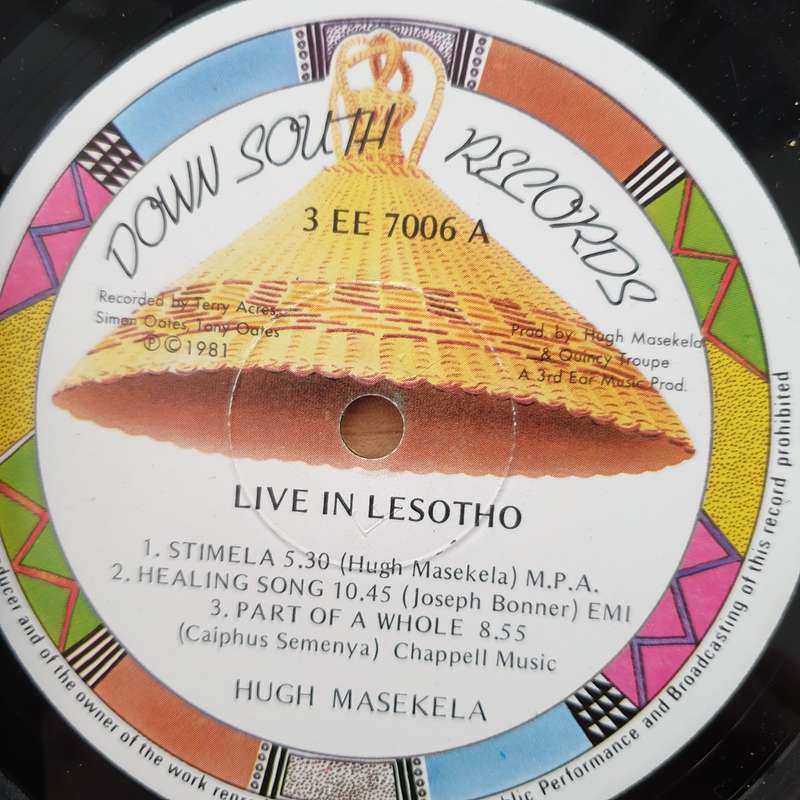 DOWN SOUTH RECORDS
3 EE 7006 A
Recorded by Terry Acres,
Simon Oates, Tony Oates
Ⓟ © 1981
Prod. by Hugh Masekela
& Quincy Troupe
A 3rd Ear Music Prod.
LIVE IN LESOTHO
1. STIMELA 5.30 (Hugh Masekela) M.P.A.
2. HEALING SONG 10.45 (Joseph Bonner) EMI
3. PART OF A WHOLE 8.55
(Caiphus Semenya) Chappell Music
HUGH MASEKELA
and of the owner of the work
Performance and Broadcasting of this record prohibited